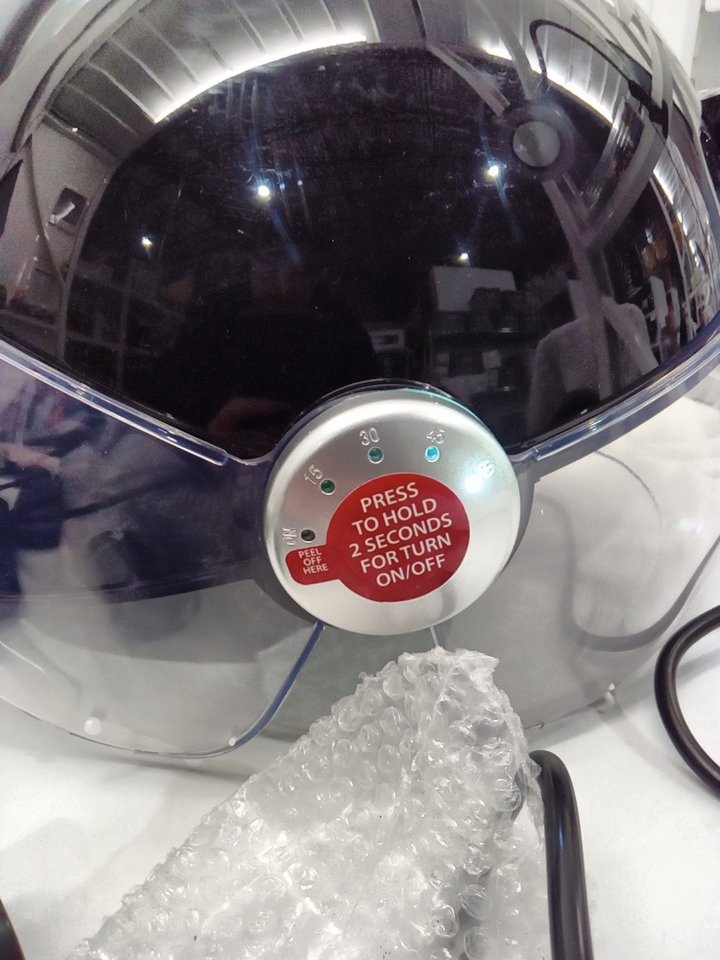 30
45
15
ON
PRESS
TO HOLD
2 SECONDS
FOR TURN
ON/OFF
PEEL
OFF
HERE